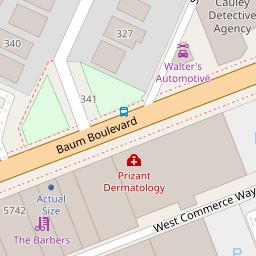 Cauley
Detective
Agency
340
327
Walter's
Automotive
341
Baum Boulevard
Prizant
Dermatology
Actual
Size
5742
The Barbers
West Commerce Way
P
P